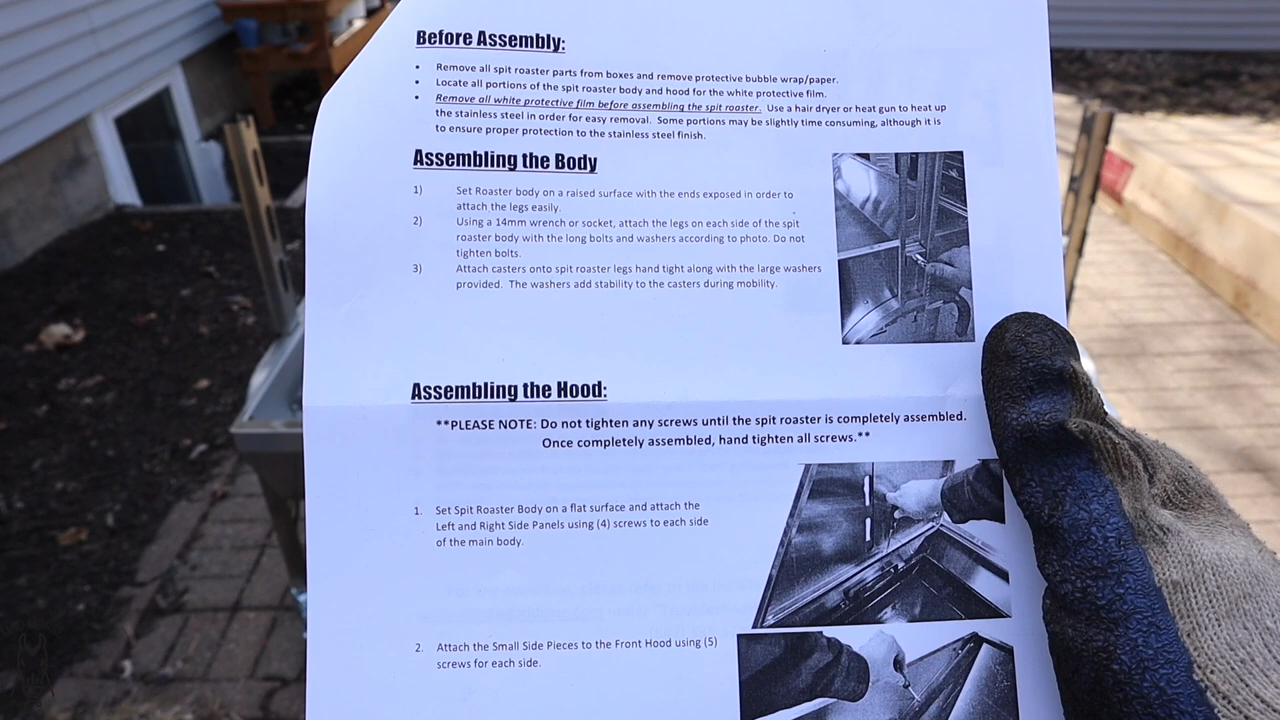 Before Assembly:
• Remove all spit roaster parts from boxes and remove protective bubble wrap/paper.
• Locate all portions of the spit roaster body and hood for the white protective film.
• Remove all white protective film before assembling the spit roaster. Use a hair dryer or heat gun to heat up
the stainless steel in order for easy removal. Some portions may be slightly time consuming, although it is
to ensure proper protection to the stainless steel finish.
Assembling the Body
1) Set Roaster body on a raised surface with the ends exposed in order to
attach the legs easily.
2) Using a 14mm wrench or socket, attach the legs on each side of the spit
roaster body with the long bolts and washers according to photo. Do not
tighten bolts.
3) Attach casters onto spit roaster legs hand tight along with the large washers
provided. The washers add stability to the casters during mobility.
Assembling the Hood:
**PLEASE NOTE: Do not tighten any screws until the spit roaster is completely assembled.
Once completely assembled, hand tighten all screws.**
1. Set Spit Roaster Body on a flat surface and attach the
Left and Right Side Panels using (4) screws to each side
of the main body.
2. Attach the Small Side Pieces to the Front Hood using (5)
screws for each side.